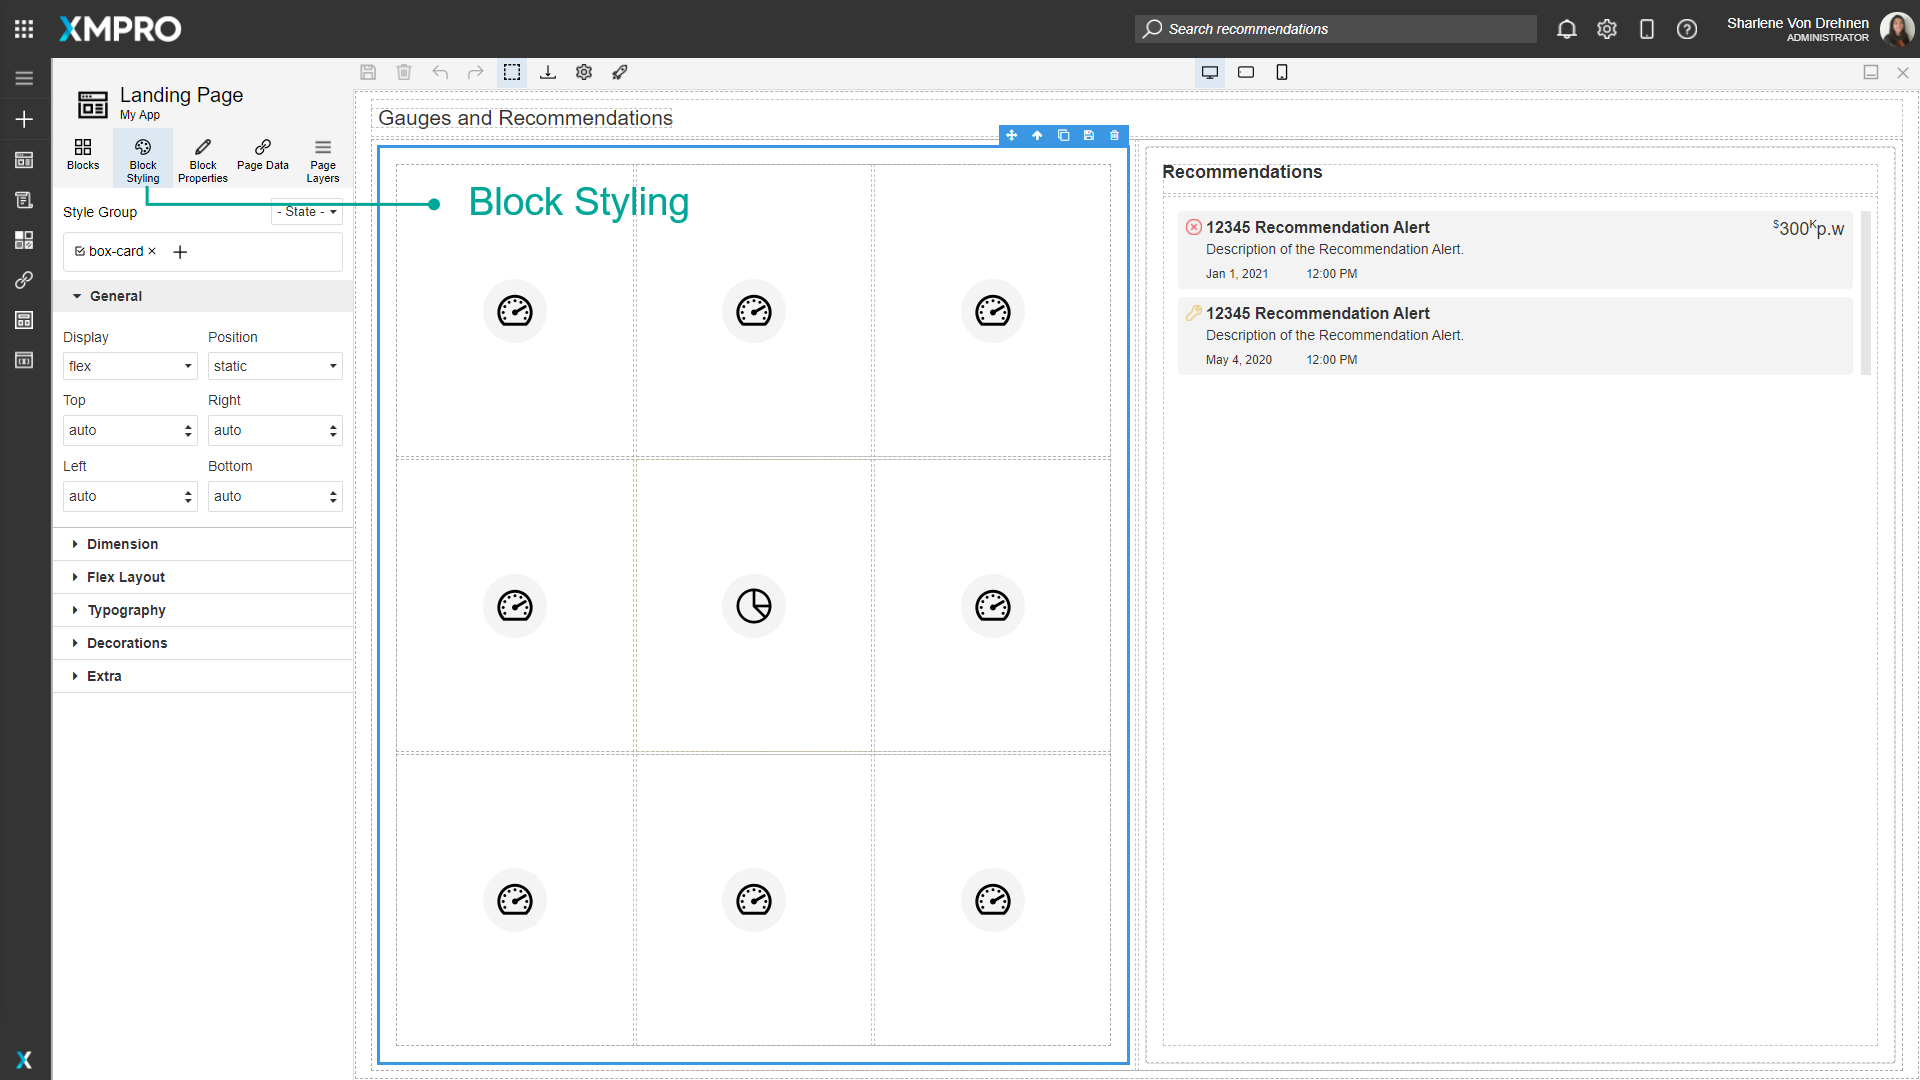 XMPRO
Search recommendations
Sharlene Von Drehnen
ADMINISTRATOR
Landing Page
My App
Blocks
Block Styling
Block Properties
Page Data
Page Layers
Style Group
- State -
box-card ×
General
Display
Position
flex
static
Top
Right
auto
auto
Left
Bottom
auto
auto
Dimension
Flex Layout
Typography
Decorations
Extra
Gauges and Recommendations
Block Styling
Recommendations
12345 Recommendation Alert
$300Kp.w
Description of the Recommendation Alert.
Jan 1, 2021 12:00 PM
12345 Recommendation Alert
Description of the Recommendation Alert.
May 4, 2020 12:00 PM